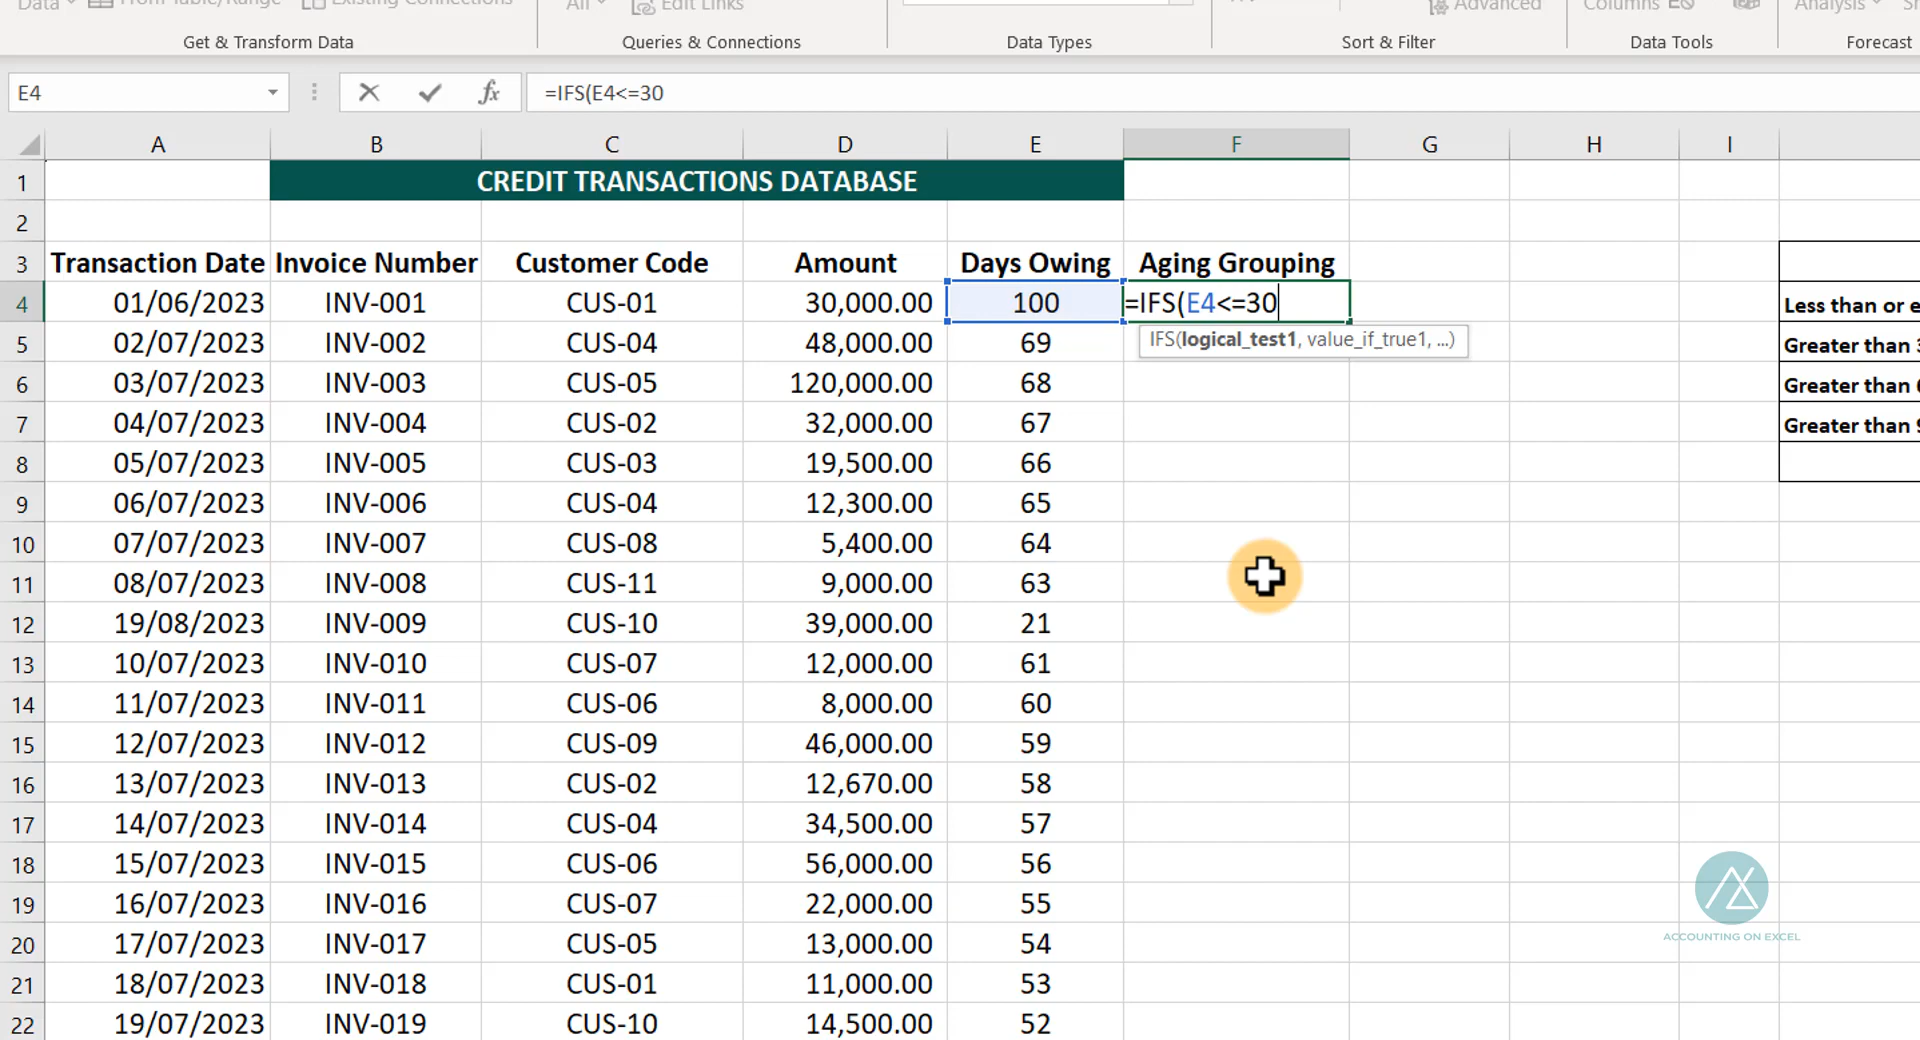 Data From Table/Range Existing Connections All Edit Links Advanced Columns Analysis
Get & Transform Data Queries & Connections Data Types Sort & Filter Data Tools Forecast
E4 fx =IFS(E4<=30
A B C D E F G H I
1 CREDIT TRANSACTIONS DATABASE
2
3 Transaction Date Invoice Number Customer Code Amount Days Owing Aging Grouping
4 01/06/2023 INV-001 CUS-01 30,000.00 100 =IFS(E4<=30 Less than or
5 02/07/2023 INV-002 CUS-04 48,000.00 69 IFS(logical_test1, value_if_true1, ...) Greater than
6 03/07/2023 INV-003 CUS-05 120,000.00 68 Greater than
7 04/07/2023 INV-004 CUS-02 32,000.00 67 Greater than
8 05/07/2023 INV-005 CUS-03 19,500.00 66
9 06/07/2023 INV-006 CUS-04 12,300.00 65
10 07/07/2023 INV-007 CUS-08 5,400.00 64
11 08/07/2023 INV-008 CUS-11 9,000.00 63
12 19/08/2023 INV-009 CUS-10 39,000.00 21
13 10/07/2023 INV-010 CUS-07 12,000.00 61
14 11/07/2023 INV-011 CUS-06 8,000.00 60
15 12/07/2023 INV-012 CUS-09 46,000.00 59
16 13/07/2023 INV-013 CUS-02 12,670.00 58
17 14/07/2023 INV-014 CUS-04 34,500.00 57
18 15/07/2023 INV-015 CUS-06 56,000.00 56
19 16/07/2023 INV-016 CUS-07 22,000.00 55
20 17/07/2023 INV-017 CUS-05 13,000.00 54
ACCOUNTING ON EXCEL
21 18/07/2023 INV-018 CUS-01 11,000.00 53
22 19/07/2023 INV-019 CUS-10 14,500.00 52